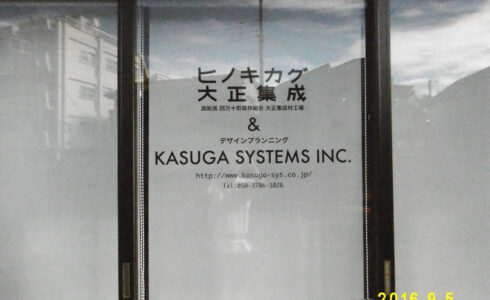 ヒノキカグ
大正集成
高知県 四万十町森林組合 大正集成材工場
&
デザインプランニング
KASUGA SYSTEMS INC.
http://www.kasuga-sys.co.jp/
Tel:050-3786-1026
2016.9.5